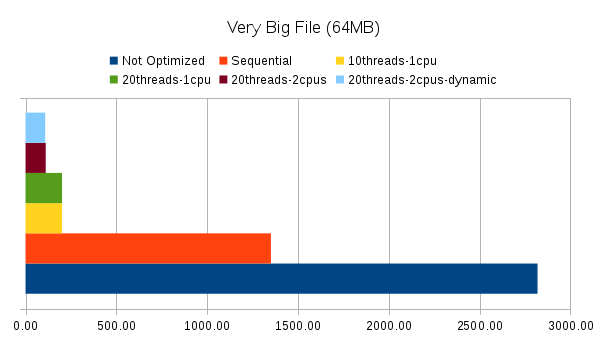 Very Big File (64MB)
Not Optimized Sequential 10threads-1cpu
20threads-1cpu 20threads-2cpus 20threads-2cpus-dynamic
0.00 500.00 1000.00 1500.00 2000.00 2500.00 3000.00